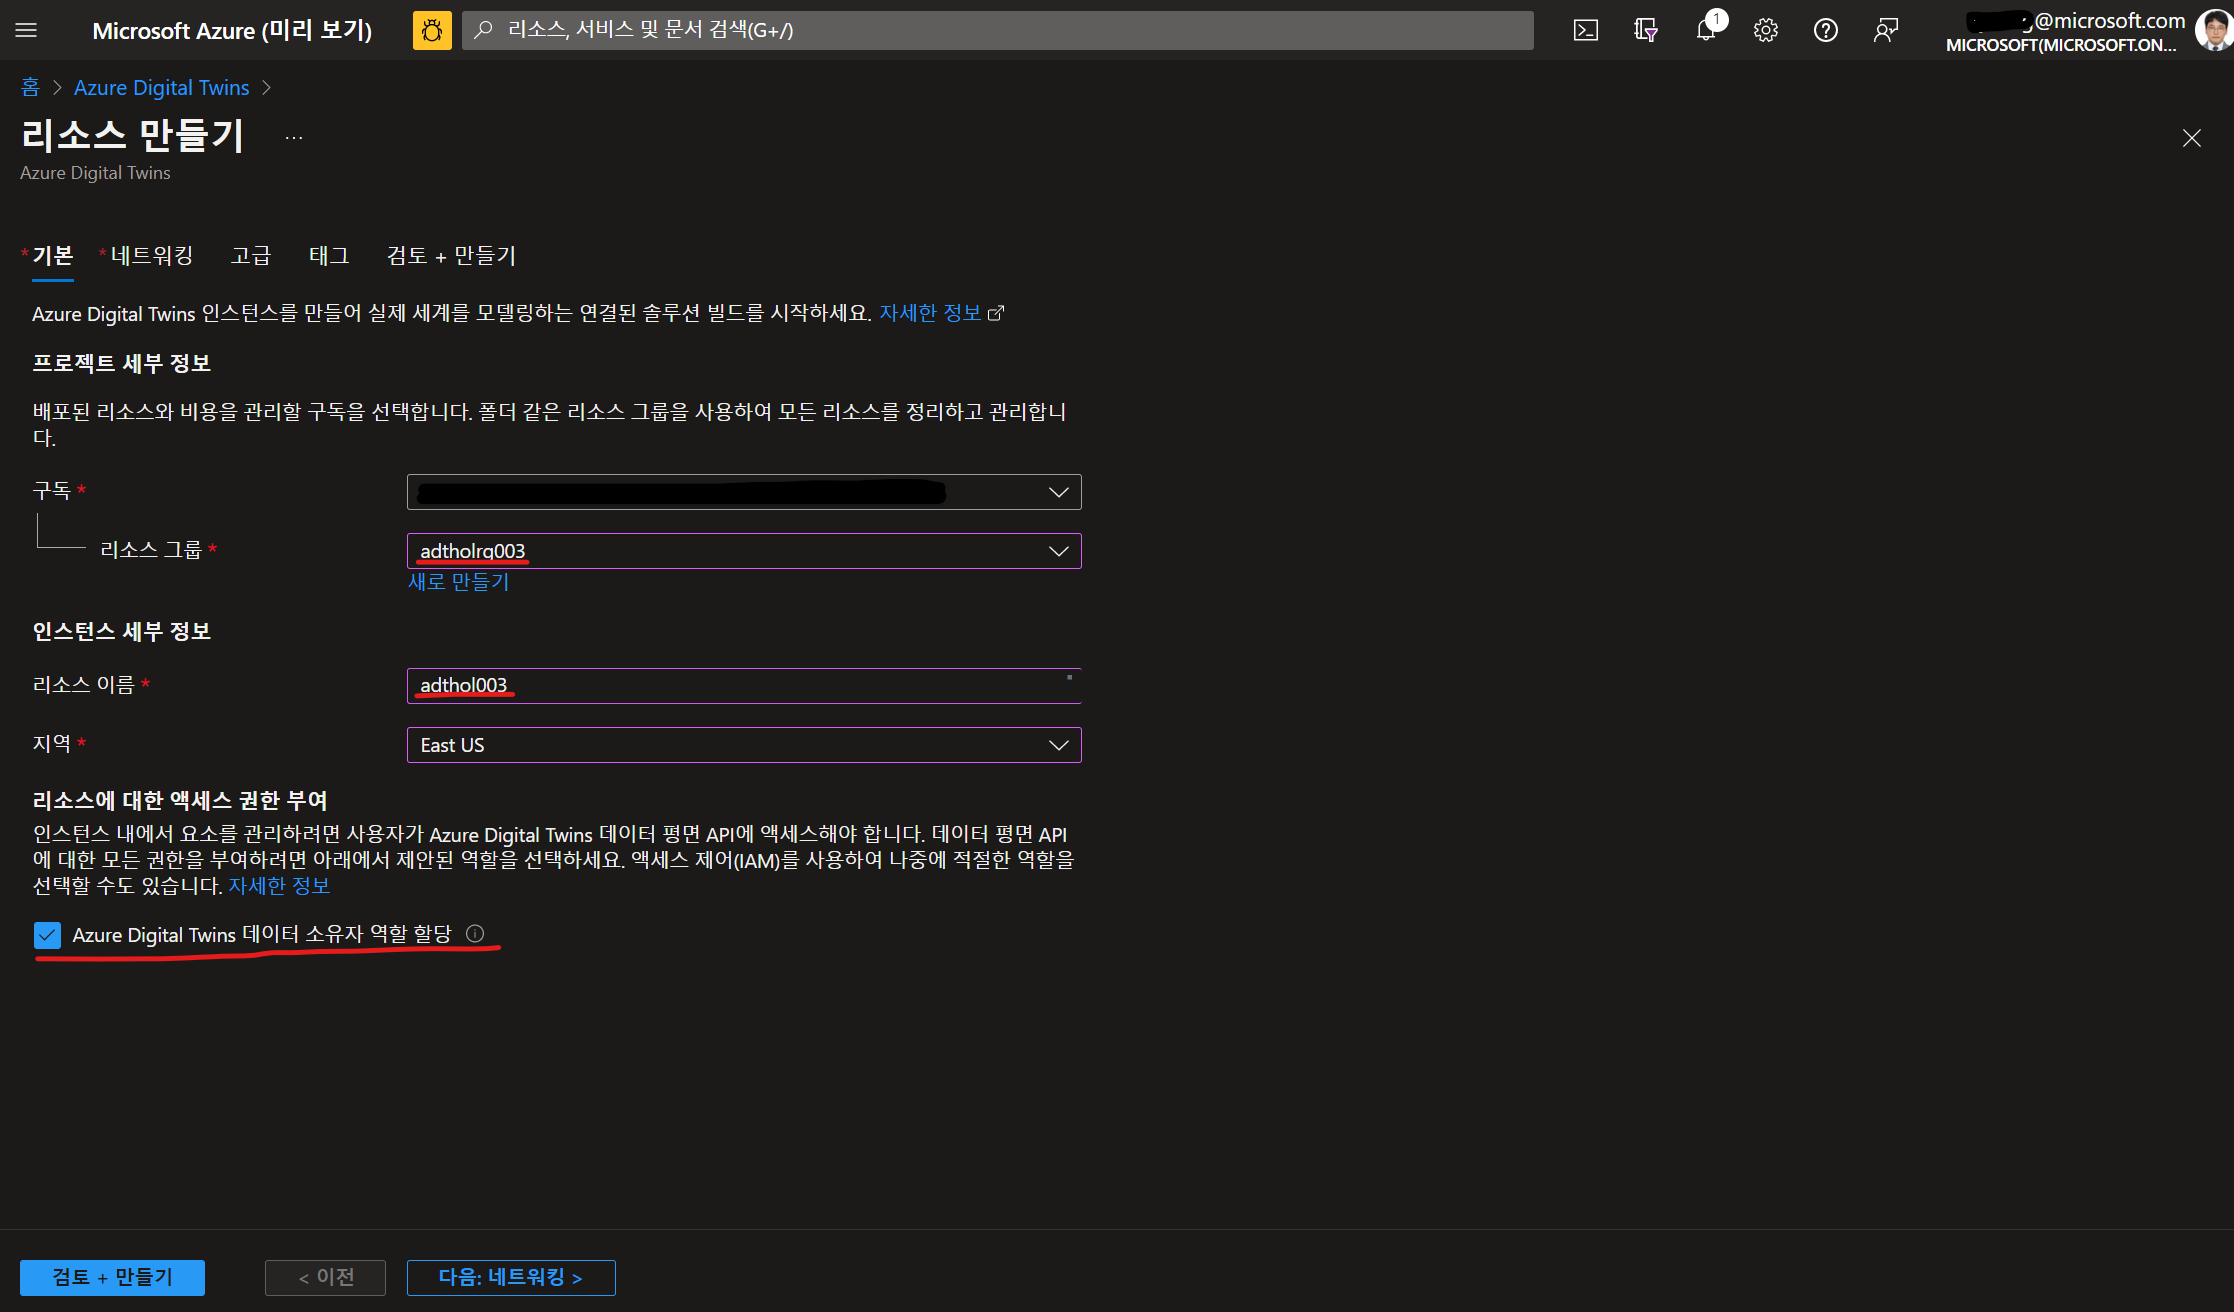 Microsoft Azure (미리 보기)
리소스, 서비스 및 문서 검색(G+/)
1
@microsoft.com
MICROSOFT(MICROSOFT.ON...
홈 > Azure Digital Twins >
리소스 만들기 ...
Azure Digital Twins
* 기본 * 네트워킹 고급 태그 검토 + 만들기
Azure Digital Twins 인스턴스를 만들어 실제 세계를 모델링하는 연결된 솔루션 빌드를 시작하세요. 자세한 정보
프로젝트 세부 정보
배포된 리소스와 비용을 관리할 구독을 선택합니다. 폴더 같은 리소스 그룹을 사용하여 모든 리소스를 정리하고 관리합니
다.
구독 *
리소스 그룹 *
adtholrg003
새로 만들기
인스턴스 세부 정보
리소스 이름 *
adthol003
지역 *
East US
리소스에 대한 액세스 권한 부여
인스턴스 내에서 요소를 관리하려면 사용자가 Azure Digital Twins 데이터 평면 API에 액세스해야 합니다. 데이터 평면 API
에 대한 모든 권한을 부여하려면 아래에서 제안된 역할을 선택하세요. 액세스 제어(IAM)를 사용하여 나중에 적절한 역할을
선택할 수도 있습니다. 자세한 정보
Azure Digital Twins 데이터 소유자 역할 할당
검토 + 만들기
< 이전
다음: 네트워킹 >